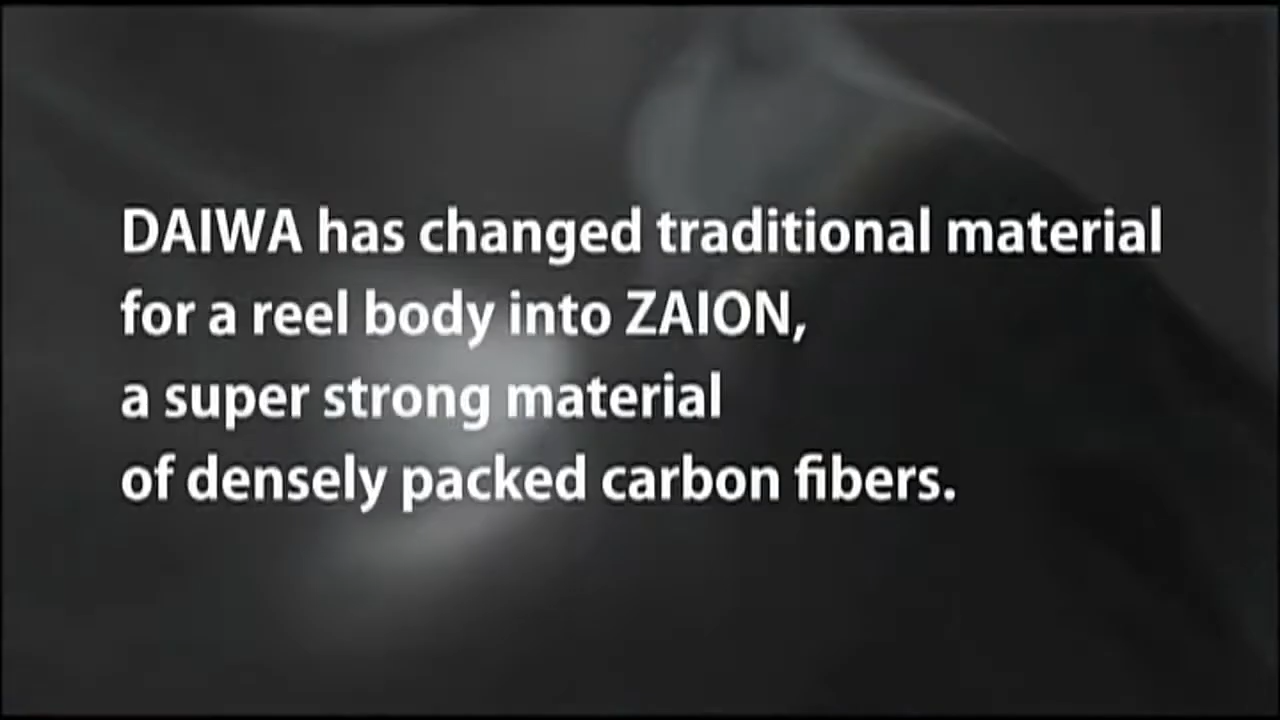 DAIWA has changed traditional material
for a reel body into ZAION,
a super strong material
of densely packed carbon fibers.